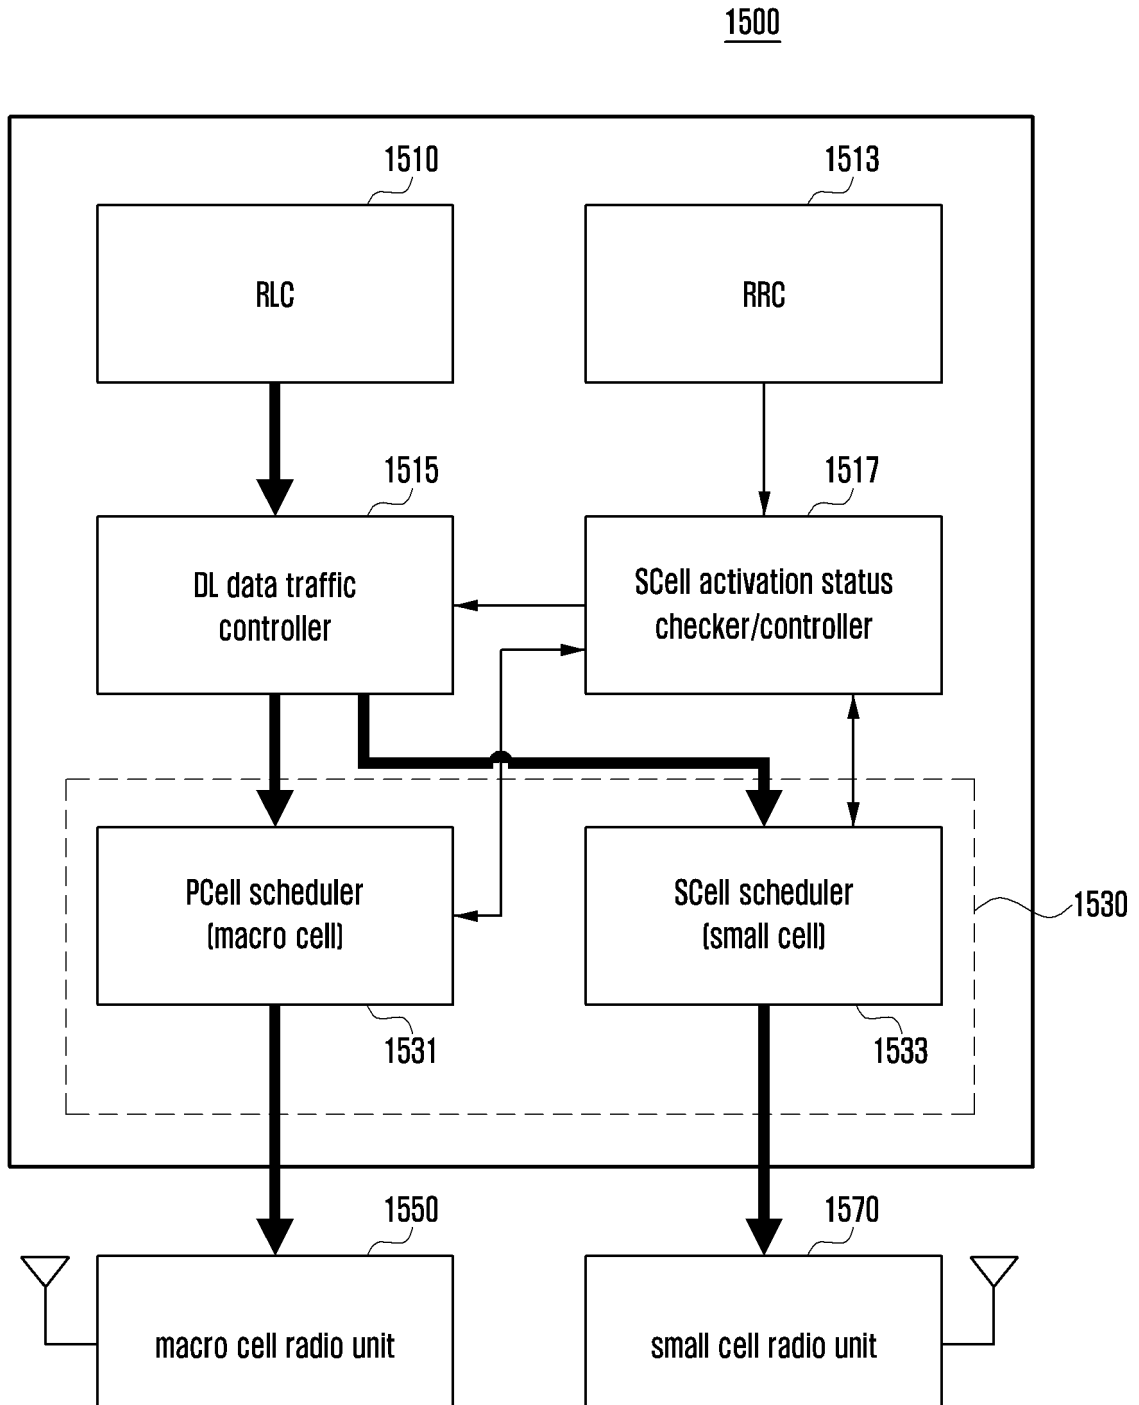 1500
1510
1513
RLC
RRC
1515
1517
DL data traffic
controller
SCell activation status
checker/controller
PCell scheduler
(macro cell)
SCell scheduler
(small cell)
1530
1531
1533
1550
1570
macro cell radio unit
small cell radio unit